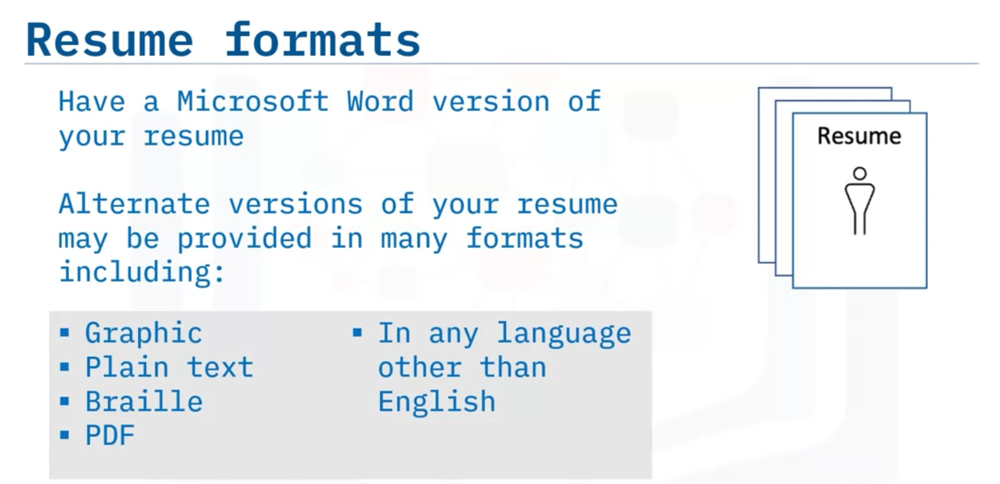 Resume formats
Have a Microsoft Word version of
your resume
Alternate versions of your resume
may be provided in many formats
including:
▪ Graphic
▪ Plain text
▪ Braille
▪ PDF
▪ In any language
other than
English
Resume